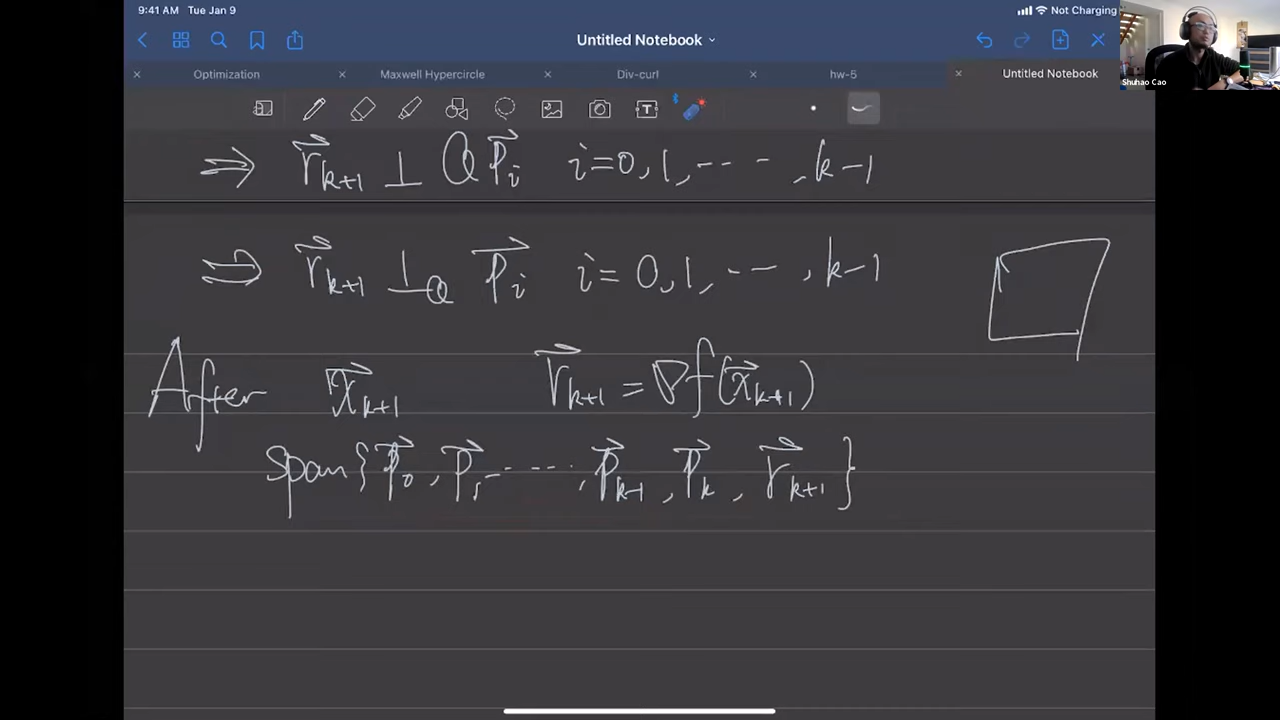 9:41 AM Tue Jan 9
Not Charging
Untitled Notebook
Shuhao Cao
Optimization
Maxwell Hypercircle
Div-curl
hw-5
Untitled Notebook
⇒ r⃗ₖ₊₁ ⊥ Q p⃗ᵢ i=0,1,----,k-1
⇒ r⃗ₖ₊₁ ⊥_Q p⃗ᵢ i=0,1,---,k-1
After x⃗ₖ₊₁ r⃗ₖ₊₁ = ∇f(x⃗ₖ₊₁)
span{p⃗₀, p⃗₁, ----, p⃗ₖ₋₁, p⃗ₖ, r⃗ₖ₊₁}